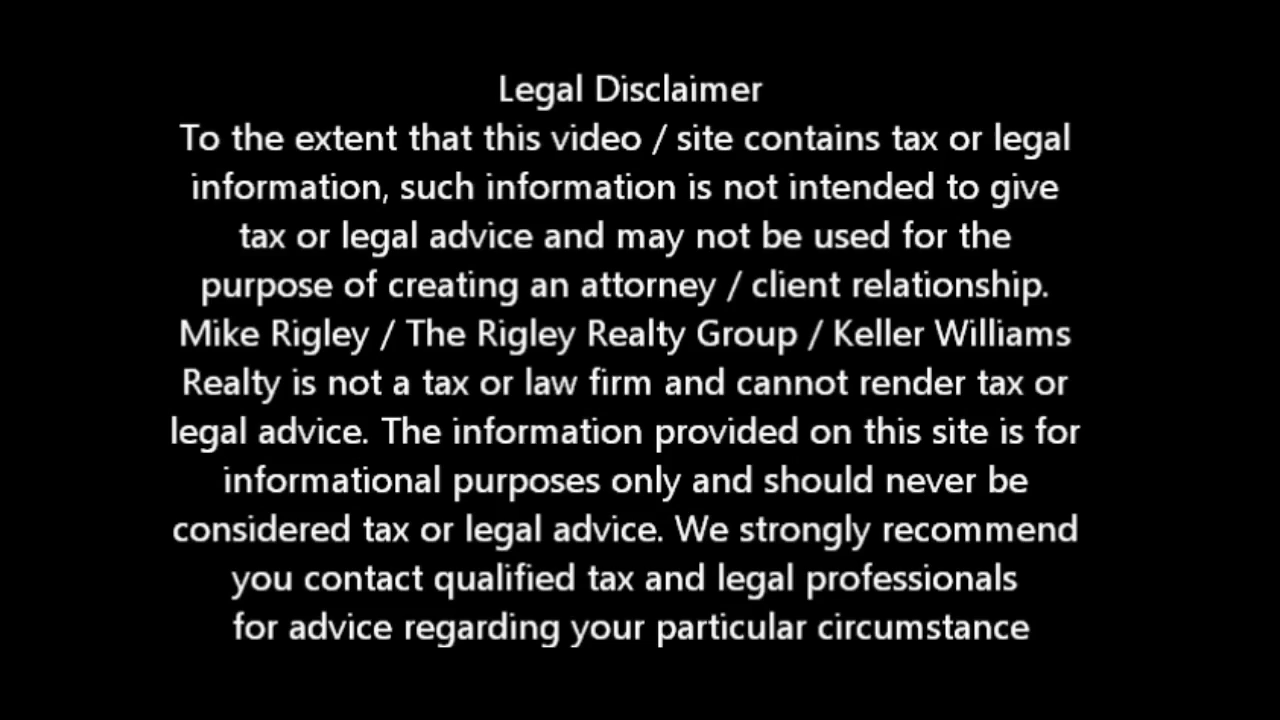 Legal Disclaimer
To the extent that this video / site contains tax or legal
information, such information is not intended to give
tax or legal advice and may not be used for the
purpose of creating an attorney / client relationship.
Mike Rigley / The Rigley Realty Group / Keller Williams
Realty is not a tax or law firm and cannot render tax or
legal advice. The information provided on this site is for
informational purposes only and should never be
considered tax or legal advice. We strongly recommend
you contact qualified tax and legal professionals
for advice regarding your particular circumstance